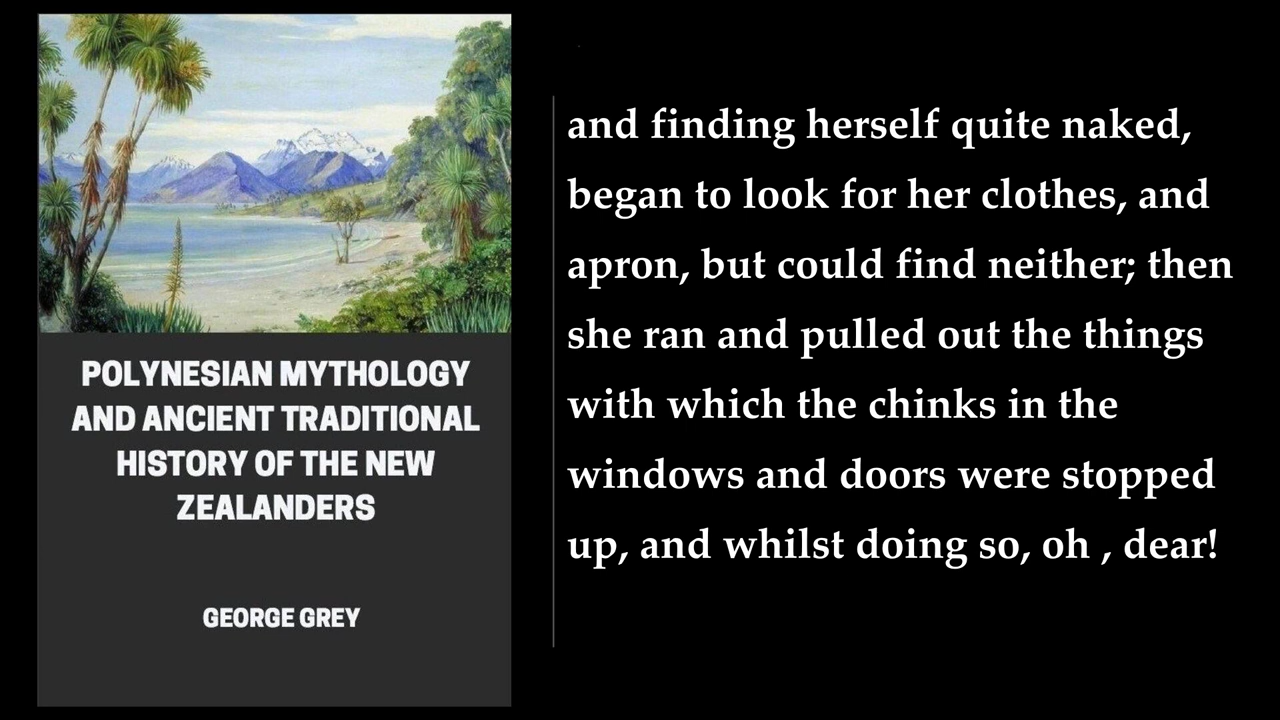 POLYNESIAN MYTHOLOGY
AND ANCIENT TRADITIONAL
HISTORY OF THE NEW
ZEALANDERS
GEORGE GREY
and finding herself quite naked,
began to look for her clothes, and
apron, but could find neither; then
she ran and pulled out the things
with which the chinks in the
windows and doors were stopped
up, and whilst doing so, oh , dear!